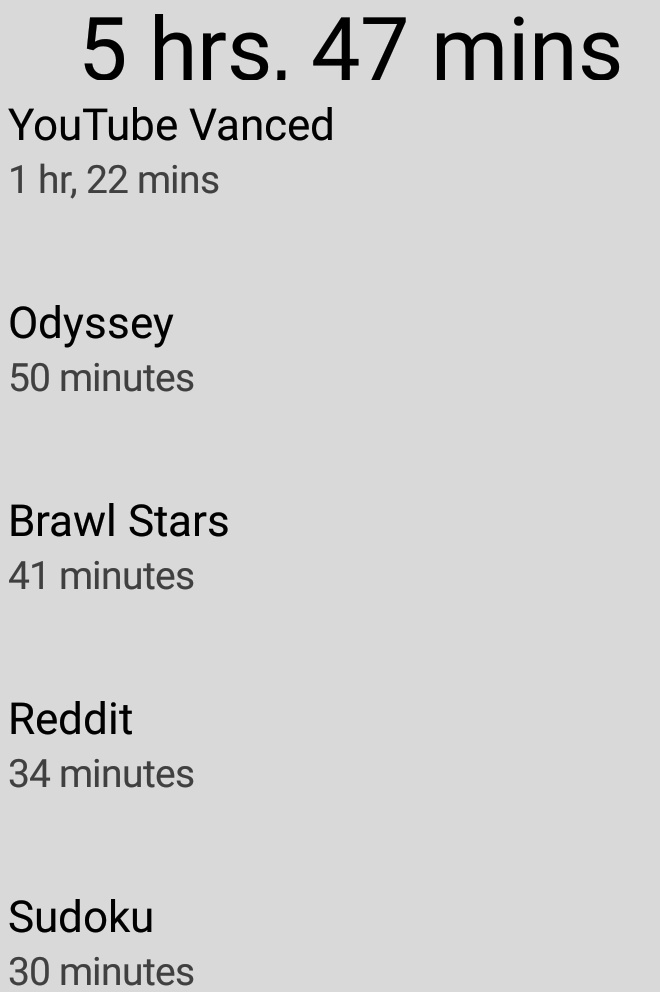 5 hrs. 47 mins
YouTube Vanced
1 hr, 22 mins
Odyssey
50 minutes
Brawl Stars
41 minutes
Reddit
34 minutes
Sudoku
30 minutes